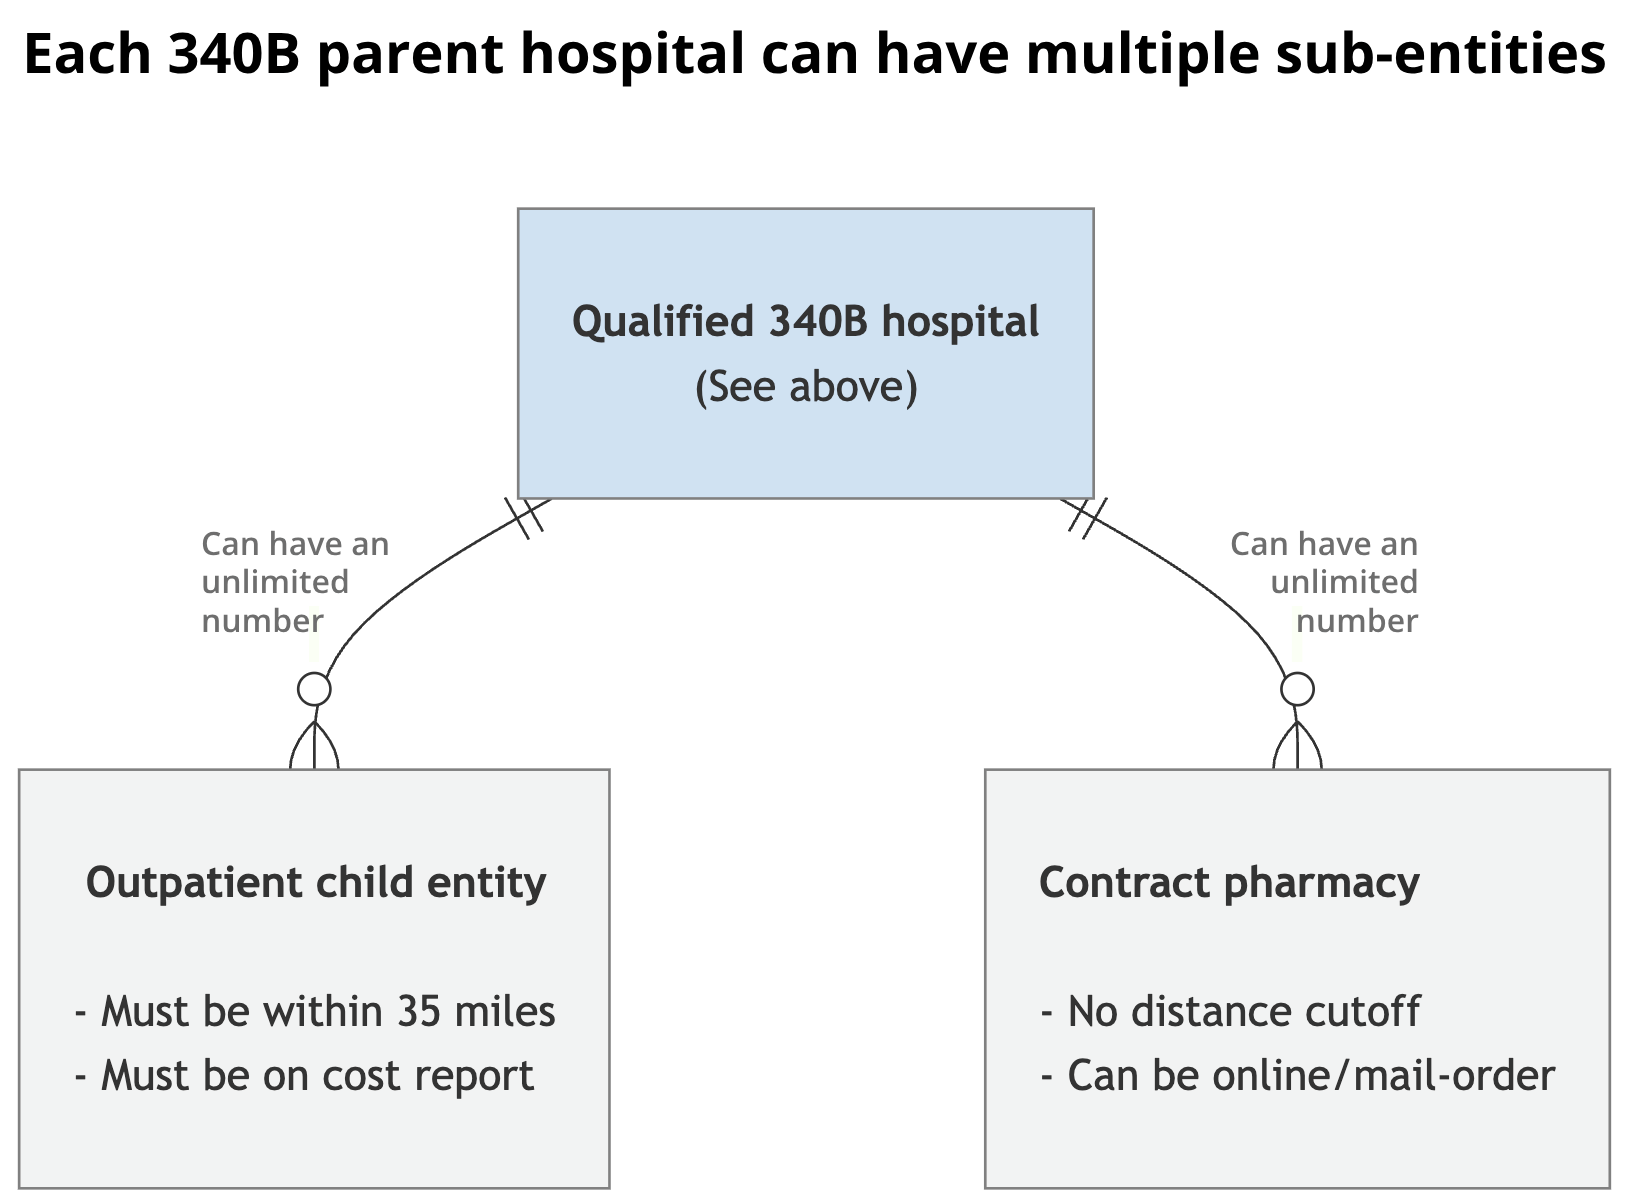 Each 340B parent hospital can have multiple sub-entities
Qualified 340B hospital
(See above)
Can have an
unlimited
number
Can have an
unlimited
number
Outpatient child entity
- Must be within 35 miles
- Must be on cost report
Contract pharmacy
- No distance cutoff
- Can be online/mail-order